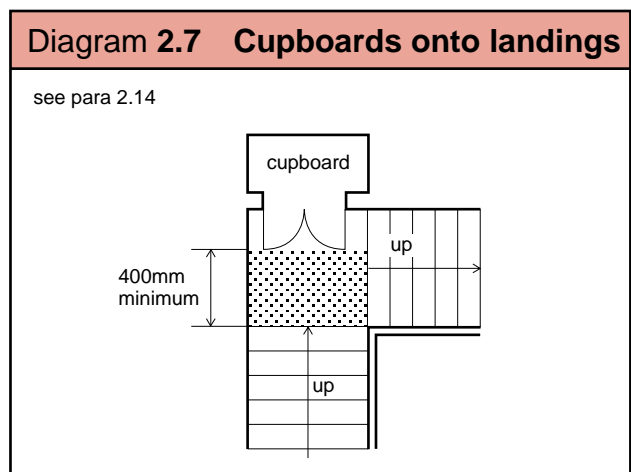 Diagram 2.7 Cupboards onto landings
see para 2.14
cupboard
up
400mm
minimum
up